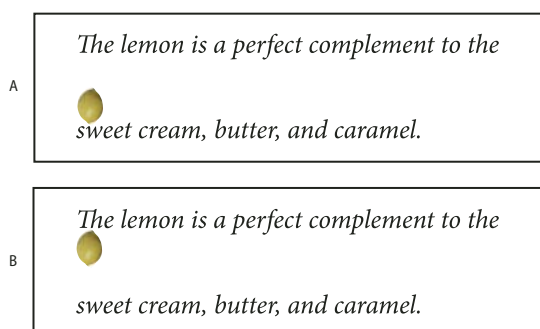 A
The lemon is a perfect complement to the
sweet cream, butter, and caramel.
B
The lemon is a perfect complement to the
sweet cream, butter, and caramel.